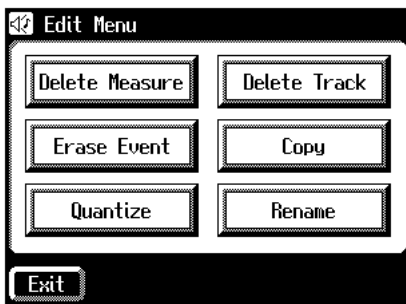 Edit Menu
Delete Measure
Delete Track
Erase Event
Copy
Quantize
Rename
Exit